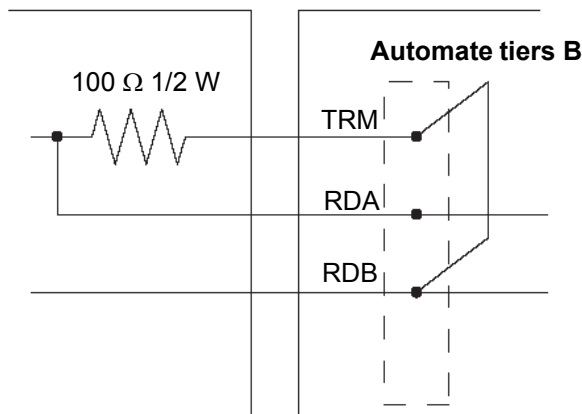 Automate tiers B
100 Ω 1/2 W
TRM
RDA
RDB